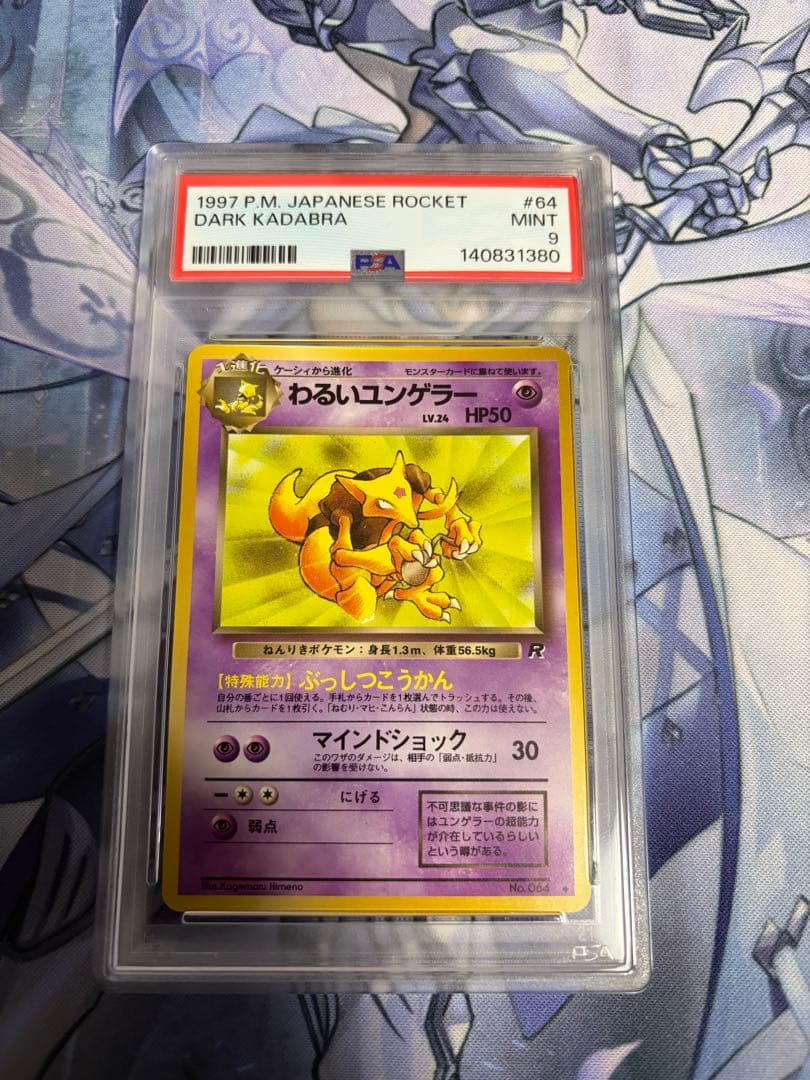 1997 P.M. JAPANESE ROCKET #64
DARK KADABRA MINT
9
PSA 140831380
1進化 ケーシィから進化 モンスターカードに重ねて使います。
わるいユンゲラー
LV.24 HP50
ねんりきポケモン：身長1.3m、体重56.5kg R
【特殊能力】ぶっしつこうかん
自分の番ごとに1回使える。手札からカードを1枚選んでトラッシュする。その後、
山札からカードを1枚引く。「ねむり・マヒ・こんらん」状態の時、この力は使えない。
マインドショック 30
このワザのダメージは、相手の「弱点・抵抗力」
の影響を受けない。
ー にげる
弱点
不可思議な事件の影に
はユンゲラーの超能力
が介在しているらしい
という噂がある。
Illus.Kagemaru Himeno No.064 ◆
PSA